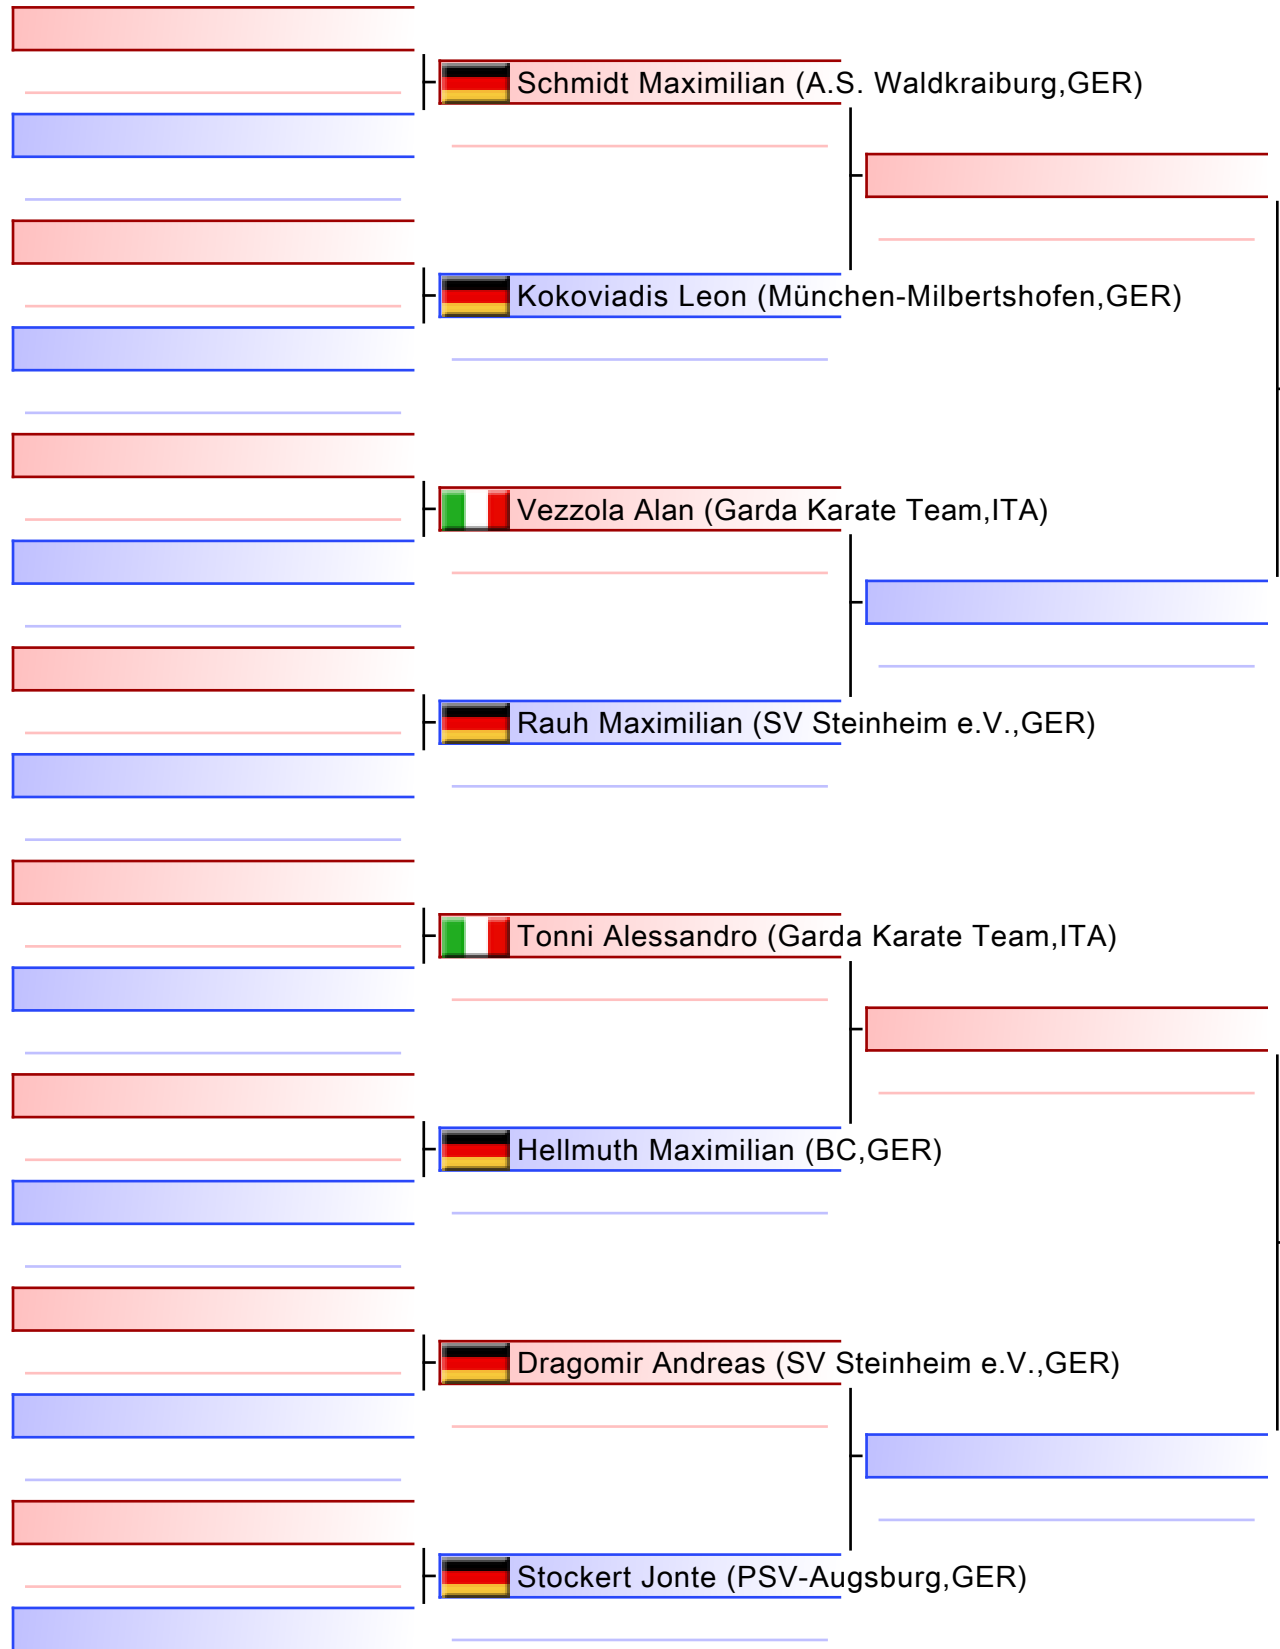 Schmidt Maximilian (A.S. Waldkraiburg,GER)
Kokoviadis Leon (München-Milbertshofen,GER)
Vezzola Alan (Garda Karate Team,ITA)
Rauh Maximilian (SV Steinheim e.V.,GER)
Tonni Alessandro (Garda Karate Team,ITA)
Hellmuth Maximilian (BC,GER)
Dragomir Andreas (SV Steinheim e.V.,GER)
Stockert Jonte (PSV-Augsburg,GER)